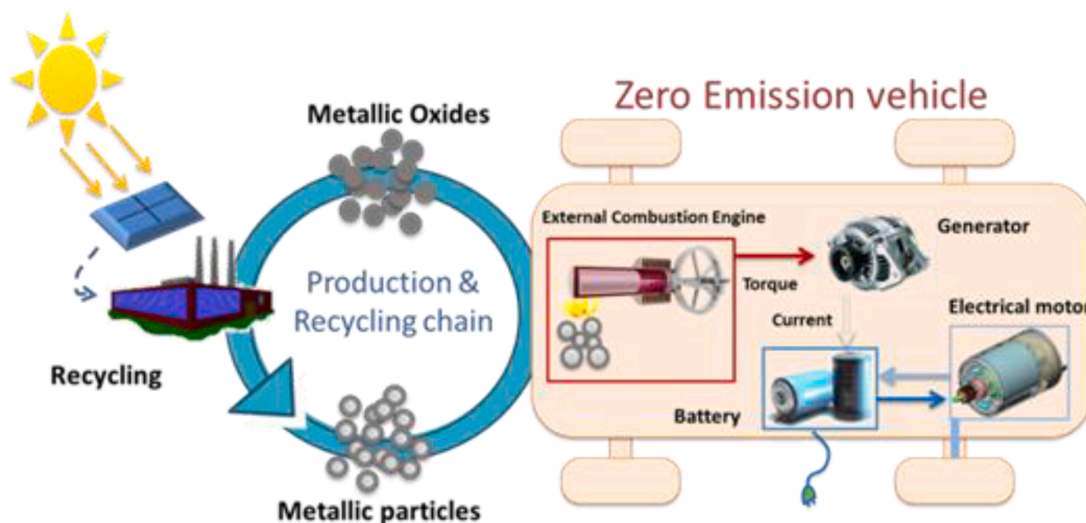 Zero Emission vehicle
Metallic Oxides
External Combustion Engine
Generator
Torque
Production &
Recycling chain
Current
Electrical motor
Recycling
Battery
Metallic particles